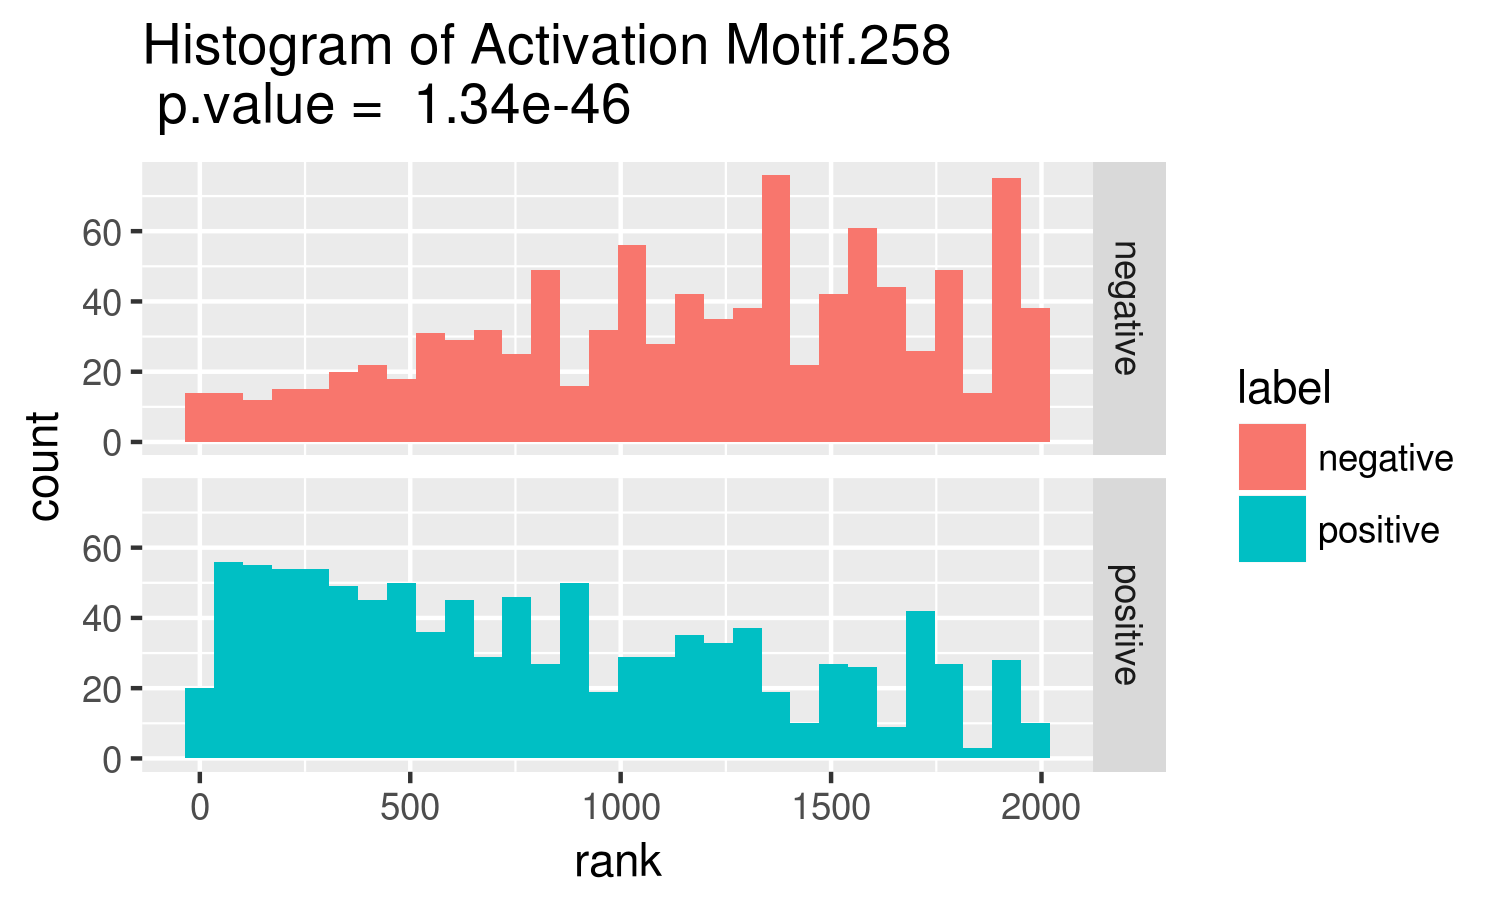 Histogram of Activation Motif.258
p.value = 1.34e-46
60
40
20
0
negative
60
40
20
0
positive
count
0 500 1000 1500 2000
rank
label
negative
positive